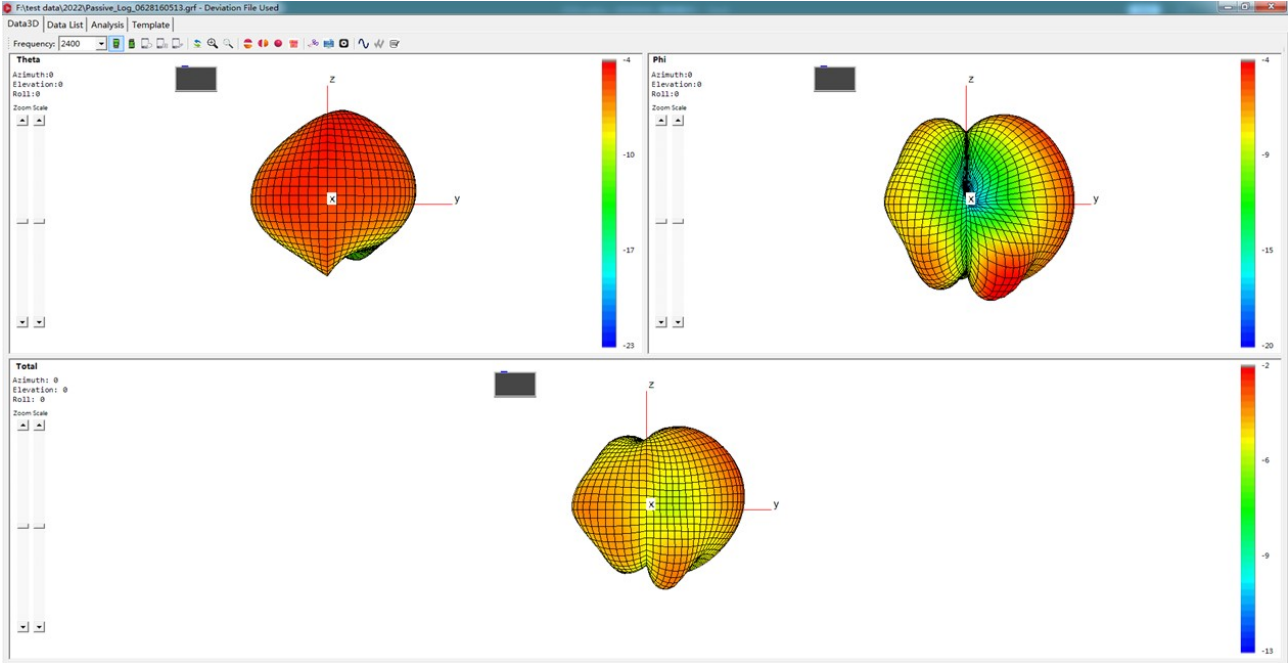 F:\test data\2022\Passive_Log_0628160513.grf - Deviation File Used
Data3D Data List Analysis Template
Frequency: 2400
Theta
Azimuth:0
Elevation:0
Roll:0
Zoom Scale
z
x
y
-4
-10
-17
-23
Phi
Azimuth:0
Elevation:0
Roll:0
Zoom Scale
z
x
y
-4
-9
-15
-20
Total
Azimuth: 0
Elevation: 0
Roll: 0
Zoom Scale
z
x
y
-2
-6
-9
-13